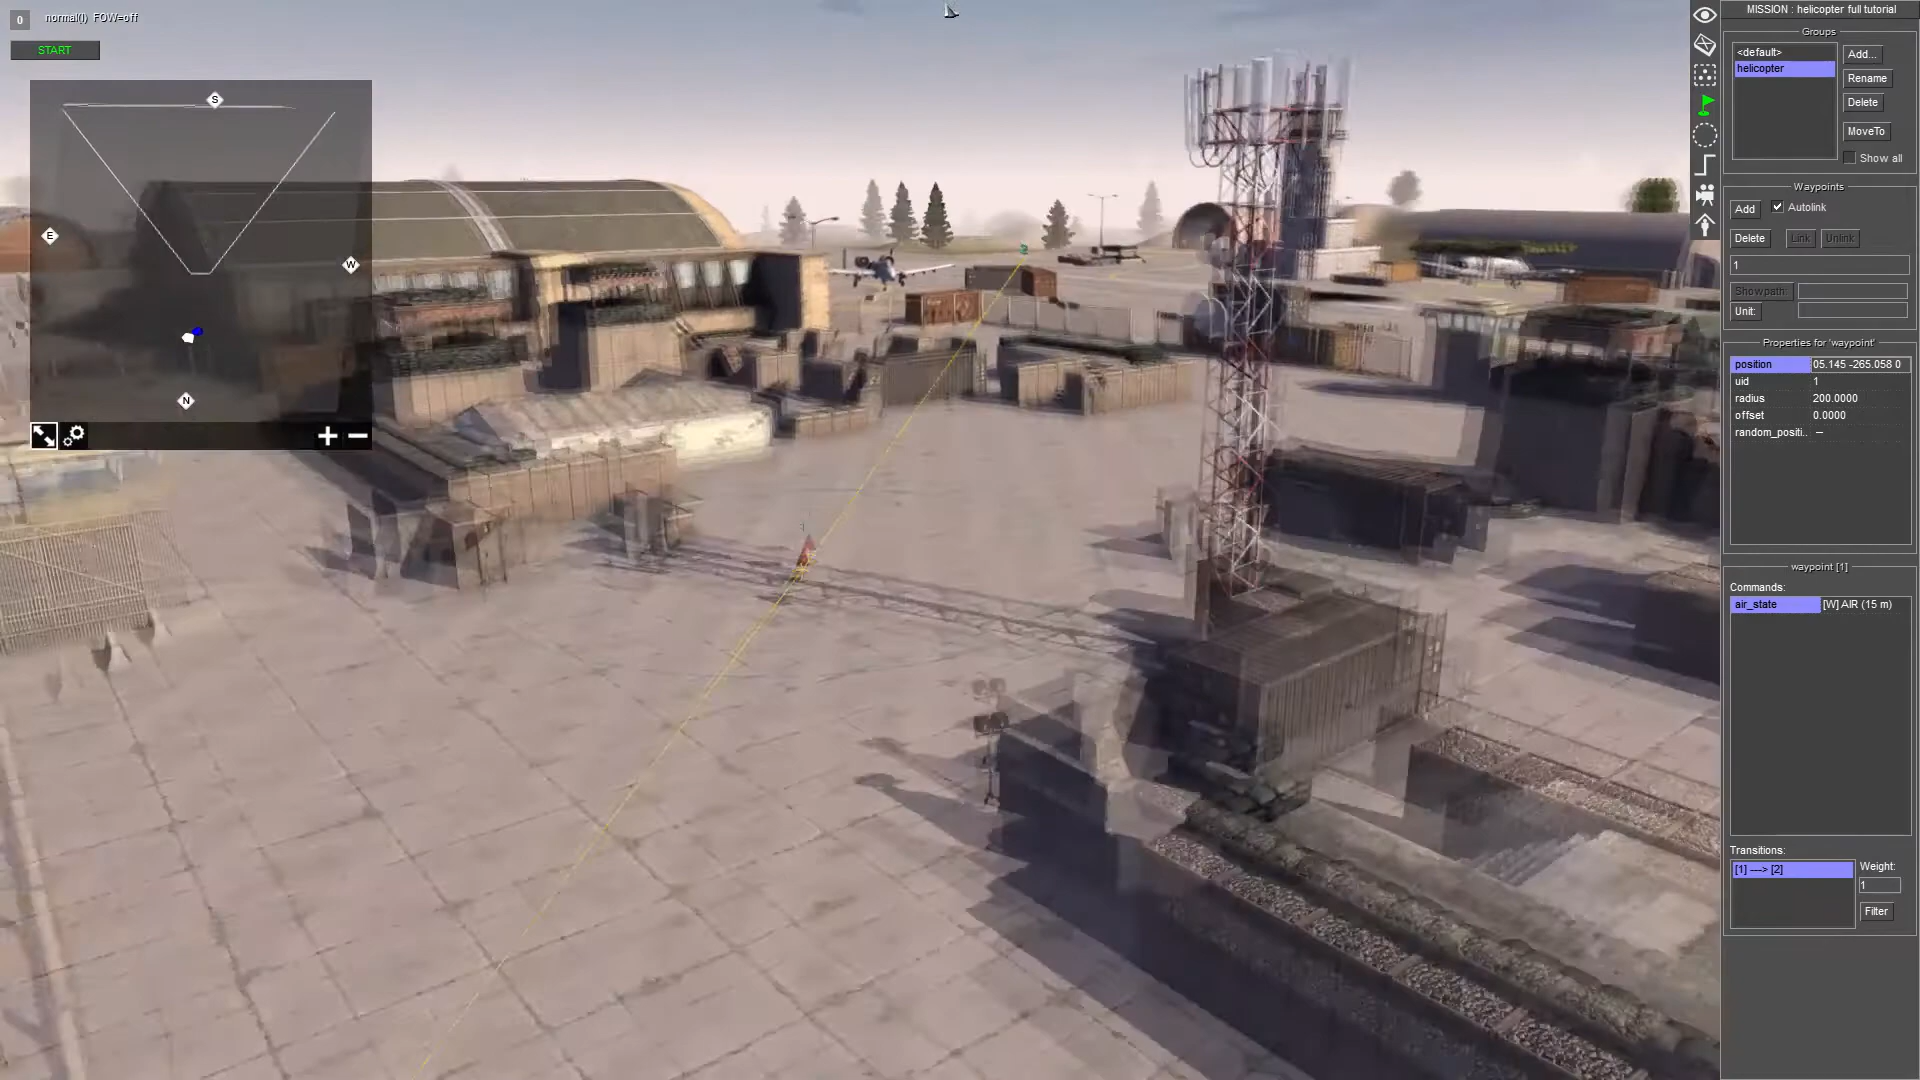 0
normal(l) FOW=off
START
S
E
W
N
MISSION : helicopter full tutorial
Groups
<default>
helicopter
Add...
Rename
Delete
MoveTo
Show all
Waypoints
Add
Autolink
Delete
Link
Unlink
1
Showpath:
Unit:
Properties for 'waypoint'
position 05.145 -265.058 0
uid 1
radius 200.0000
offset 0.0000
random_positi.. —
waypoint [1]
Commands:
air_state [W] AIR (15 m)
Transitions:
[1] ---> [2]
Weight:
1
Filter